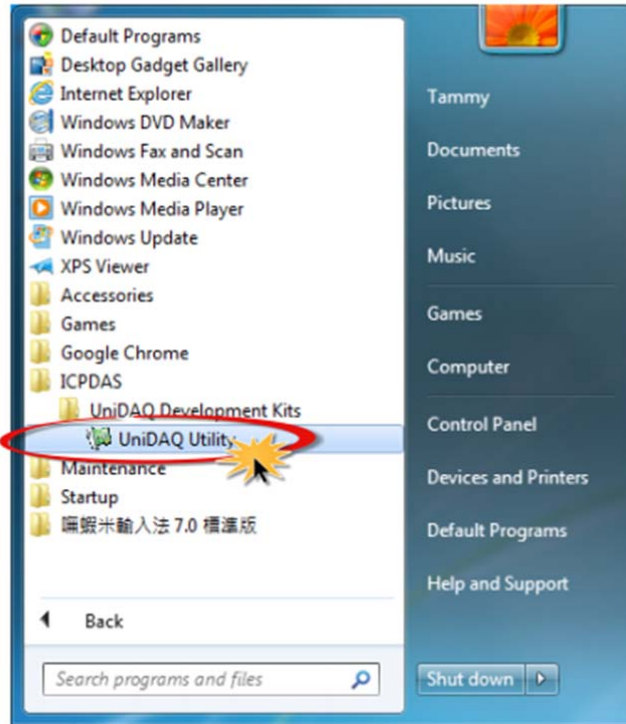 Default Programs
Desktop Gadget Gallery
Internet Explorer
Windows DVD Maker
Windows Fax and Scan
Windows Media Center
Windows Media Player
Windows Update
XPS Viewer
Accessories
Games
Google Chrome
ICPDAS
UniDAQ Development Kits
UniDAQ Utility
Maintenance
Startup
嘸蝦米輸入法 7.0 標準版
Back
Search programs and files
Tammy
Documents
Pictures
Music
Games
Computer
Control Panel
Devices and Printers
Default Programs
Help and Support
Shut down